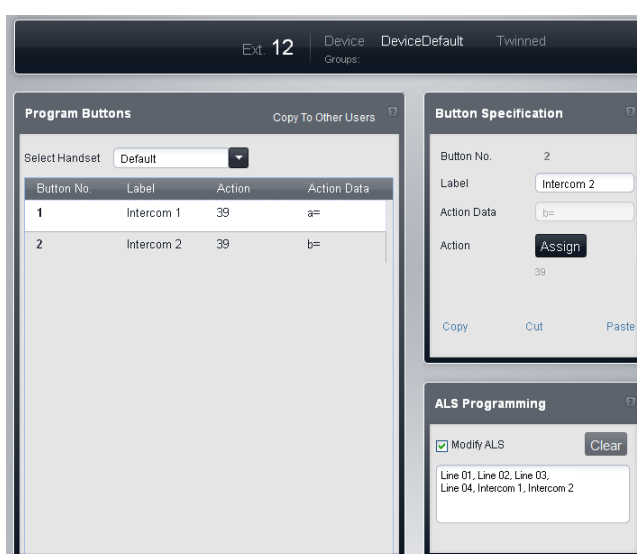 Ext. 12 Device DeviceDefault Twinned
Groups:
Program Buttons Copy To Other Users ?
Select Handset Default
Button No. Label Action Action Data
1 Intercom 1 39 a=
2 Intercom 2 39 b=
Button Specification ?
Button No. 2
Label Intercom 2
Action Data b=
Action Assign
39
Copy Cut Paste
ALS Programming ?
Modify ALS Clear
Line 01, Line 02, Line 03,
Line 04, Intercom 1, Intercom 2